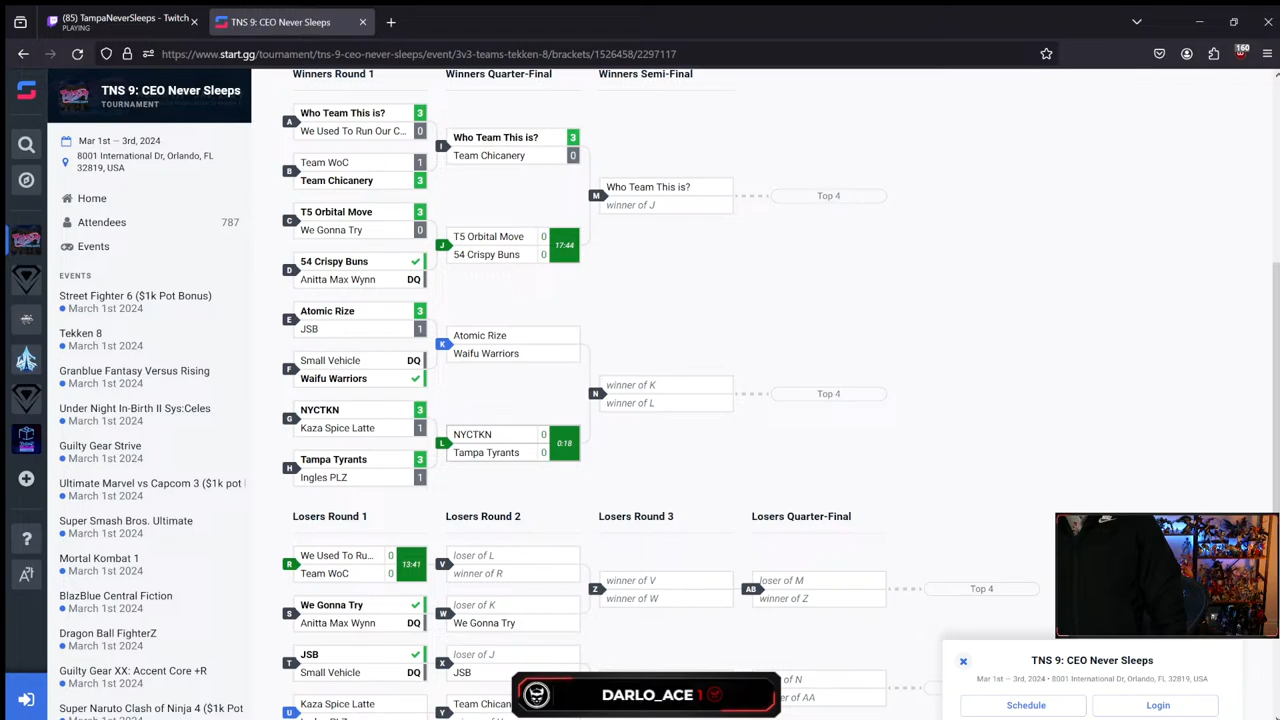 (85) TampaNeverSleeps - Twitch
PLAYING
TNS 9: CEO Never Sleeps
https://www.start.gg/tournament/tns-9-ceo-never-sleeps/event/3v3-teams-tekken-8/brackets/1526458/2297117
160
TNS 9: CEO Never Sleeps
TOURNAMENT
Mar 1st — 3rd, 2024
8001 International Dr, Orlando, FL
32819, USA
Home
Attendees 787
Events
EVENTS
Street Fighter 6 ($1k Pot Bonus)
March 1st 2024
Tekken 8
March 1st 2024
Granblue Fantasy Versus Rising
March 1st 2024
Under Night In-Birth II Sys:Celes
March 1st 2024
Guilty Gear Strive
March 1st 2024
Ultimate Marvel vs Capcom 3 ($1k pot
March 1st 2024
Super Smash Bros. Ultimate
March 1st 2024
Mortal Kombat 1
March 1st 2024
BlazBlue Central Fiction
March 1st 2024
Dragon Ball FighterZ
March 1st 2024
Guilty Gear XX: Accent Core +R
March 1st 2024
Super Naruto Clash of Ninja 4 ($1k Pot
Winners Round 1
A
Who Team This is? 3
We Used To Run Our C... 0
B
Team WoC 1
Team Chicanery 3
C
T5 Orbital Move 3
We Gonna Try 0
D
54 Crispy Buns
Anitta Max Wynn DQ
E
Atomic Rize 3
JSB 1
F
Small Vehicle DQ
Waifu Warriors
G
NYCTKN 3
Kaza Spice Latte 1
H
Tampa Tyrants 3
Ingles PLZ 1
Winners Quarter-Final
I
Who Team This is? 3
Team Chicanery 0
J
T5 Orbital Move 0
54 Crispy Buns 0
17:44
K
Atomic Rize
Waifu Warriors
L
NYCTKN 0
Tampa Tyrants 0
0:18
Winners Semi-Final
M
Who Team This is?
winner of J
Top 4
N
winner of K
winner of L
Top 4
Losers Round 1
R
We Used To Ru... 0
Team WoC 0
13:41
S
We Gonna Try
Anitta Max Wynn DQ
T
JSB
Small Vehicle DQ
U
Kaza Spice Latte
Ingles PLZ
Losers Round 2
V
loser of L
winner of R
W
loser of K
We Gonna Try
X
loser of J
JSB
Y
Team Chican
Losers Round 3
Z
winner of V
winner of W
Losers Quarter-Final
AB
loser of M
winner of Z
Top 4
of N
of AA
DARLO_ACE 1
TNS 9: CEO Never Sleeps
Mar 1st — 3rd, 2024 • 8001 International Dr, Orlando, FL 32819, USA
Schedule
Login